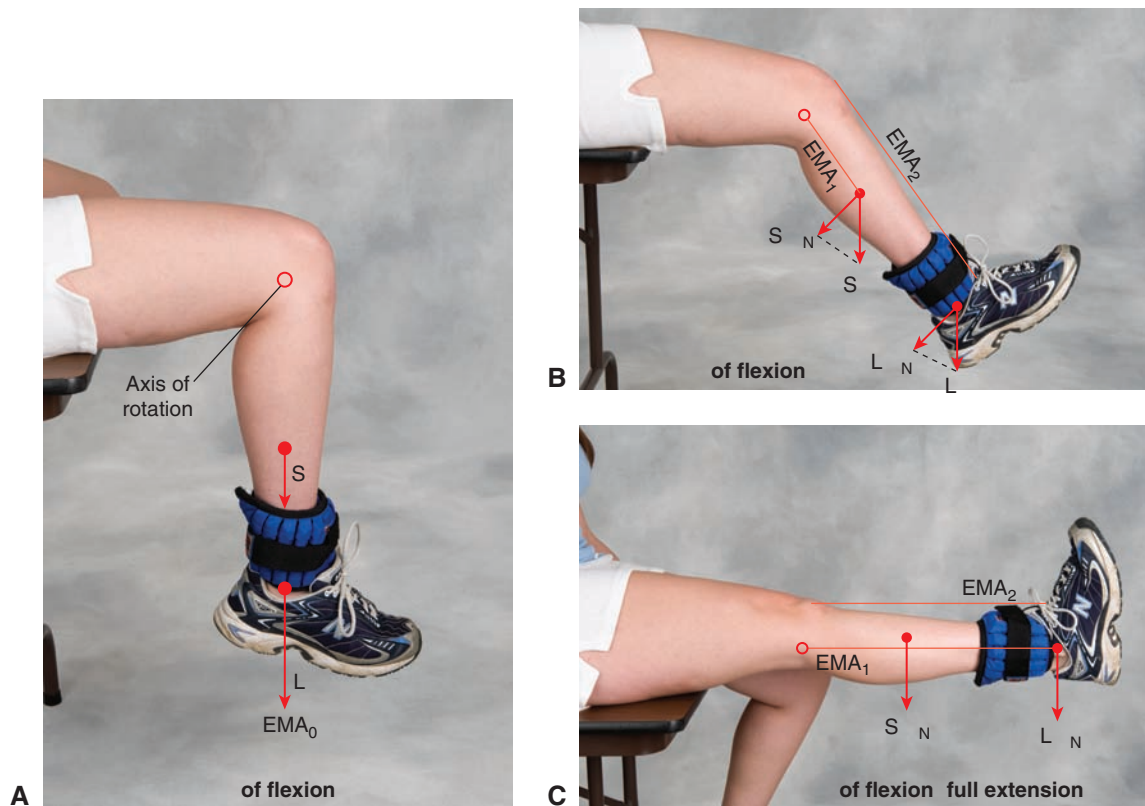 Axis of
rotation
S
L
EMA₀
of flexion
A
EMA₁
EMA₂
S N
S
L N
L
of flexion
B
N
EMA₂
EMA₁
S N
L N
of flexion full extension
C
N